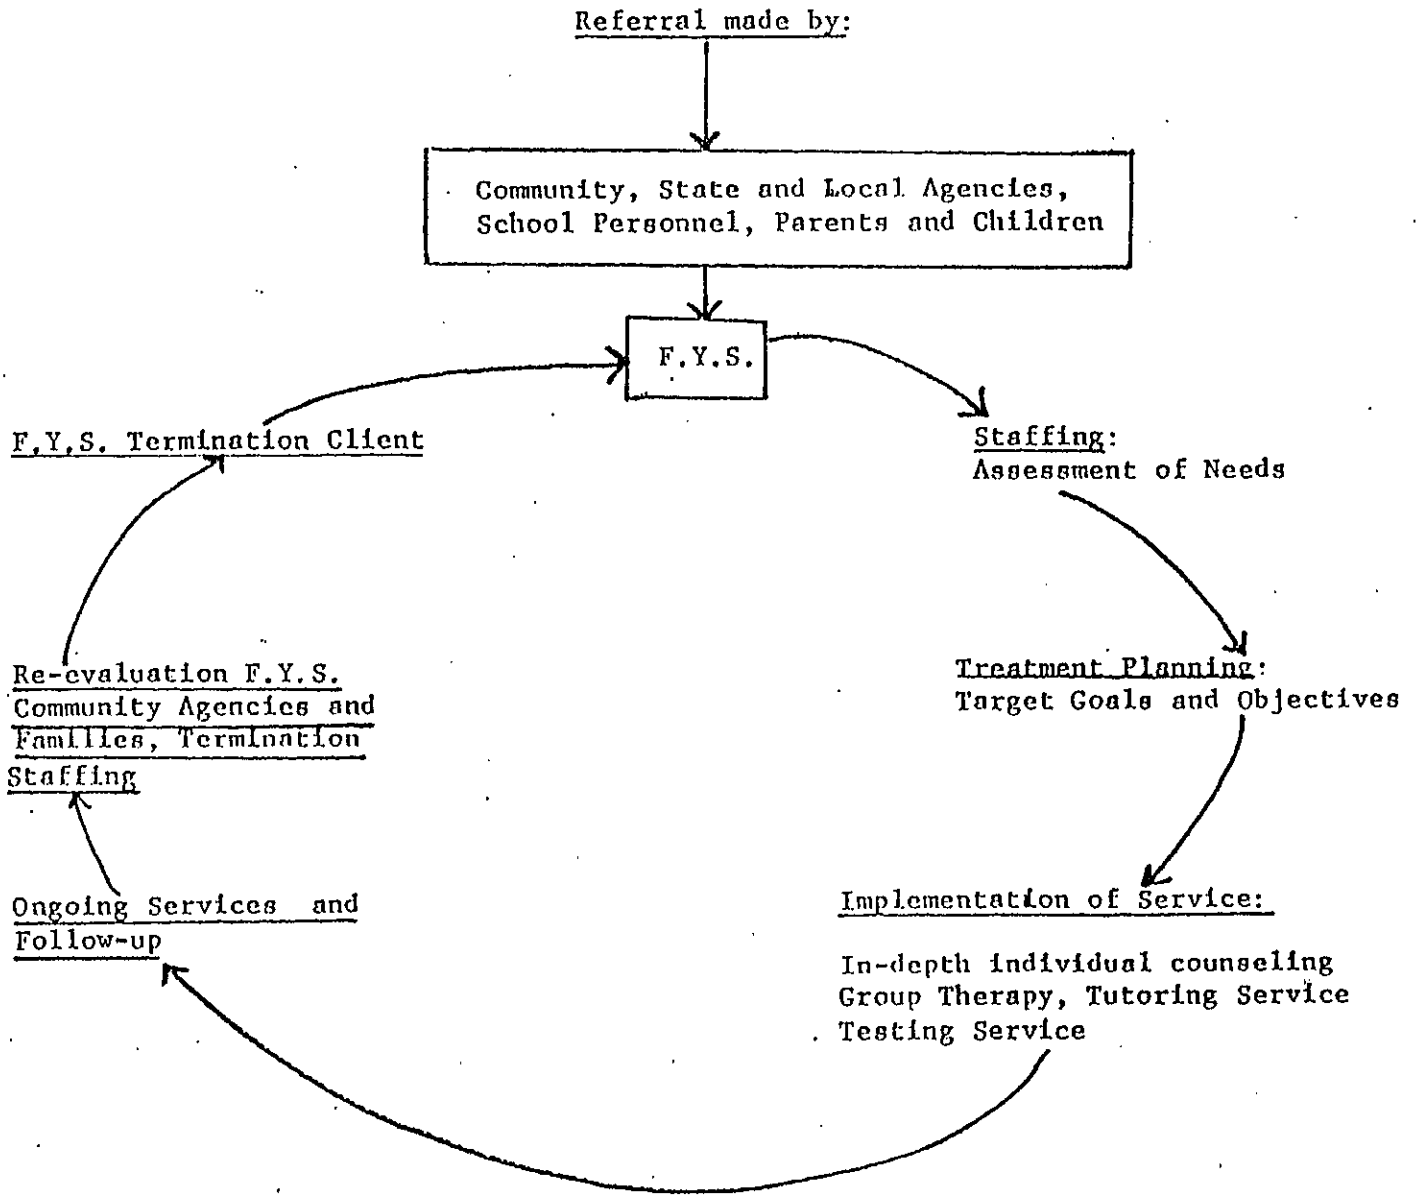 Referral made by:
Community, State and Local Agencies,
School Personnel, Parents and Children
F.Y.S.
Staffing:
Assessment of Needs
Treatment Planning:
Target Goals and Objectives
Implementation of Service:
In-depth individual counseling
Group Therapy, Tutoring Service
Testing Service
Ongoing Services and
Follow-up
Re-evaluation F.Y.S.
Community Agencies and
Families, Termination
Staffing
F.Y.S. Termination Client